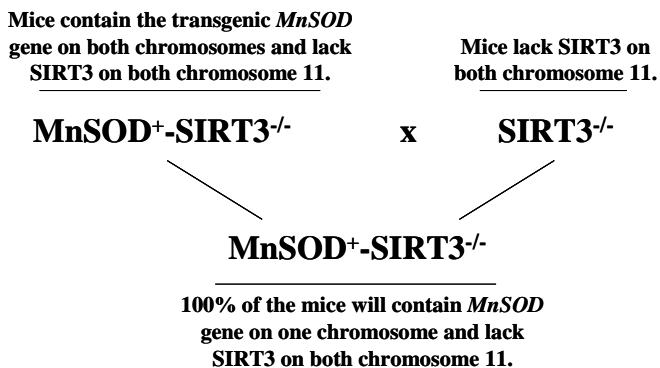 Mice contain the transgenic MnSOD
gene on both chromosomes and lack
SIRT3 on both chromosome 11.
Mice lack SIRT3 on
both chromosome 11.
MnSOD⁺-SIRT3⁻/⁻ x SIRT3⁻/⁻
MnSOD⁺-SIRT3⁻/⁻
100% of the mice will contain MnSOD
gene on one chromosome and lack
SIRT3 on both chromosome 11.